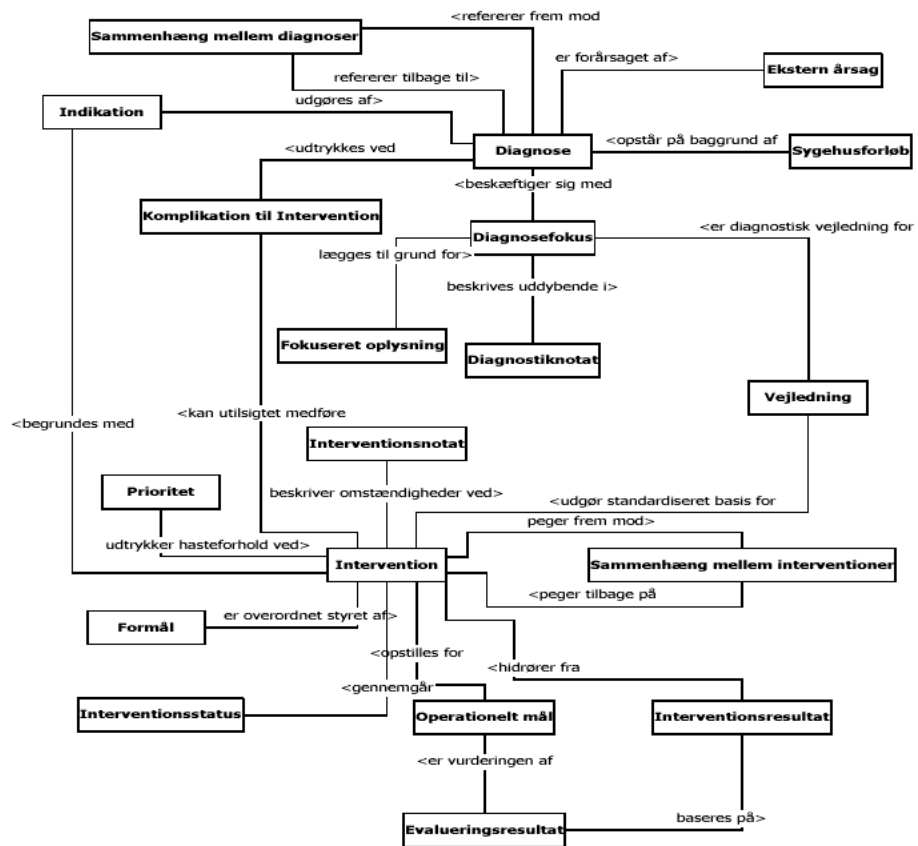 <refererer frem mod
Sammenhæng mellem diagnoser
er forårsaget af>
Ekstern årsag
refererer tilbage til>
udgøres af>
Indikation
<udtrykkes ved
Diagnose
<opstår på baggrund af
Sygehusforløb
<beskæftiger sig med
Komplikation til Intervention
Diagnosefokus
<er diagnostisk vejledning for
lægges til grund for>
beskrives uddybende i>
Fokuseret oplysning
Diagnostiknotat
Vejledning
<kan utilsigtet medføre
<begrundes med
Interventionsnotat
Prioritet
beskriver omstændigheder ved>
<udgør standardiseret basis for
peger frem mod>
udtrykker hasteforhold ved>
Intervention
Sammenhæng mellem interventioner
<peger tilbage på
er overordnet styret af>
Formål
<opstilles for
<hidrører fra
<gennemgår
Interventionsstatus
Operationelt mål
Interventionsresultat
<er vurderingen af
baseres på>
Evalueringsresultat